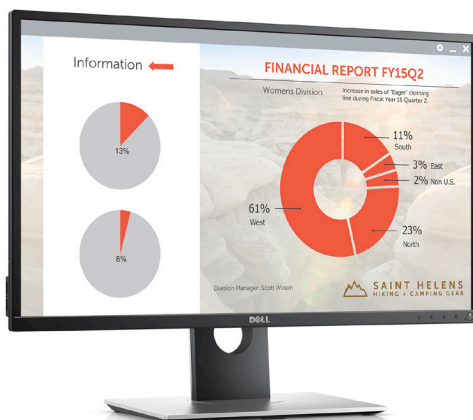 Information
13%
6%
FINANCIAL REPORT FY15Q2
Womens Division
Increase in sales of "Eager" clothing
line during Fiscal Year 15 Quarter 2.
11%
South
3% East
2% Non U.S.
61%
West
23%
North
Division Manager: Scott Wilson
SAINT HELENS
HIKING + CAMPING GEAR
DELL